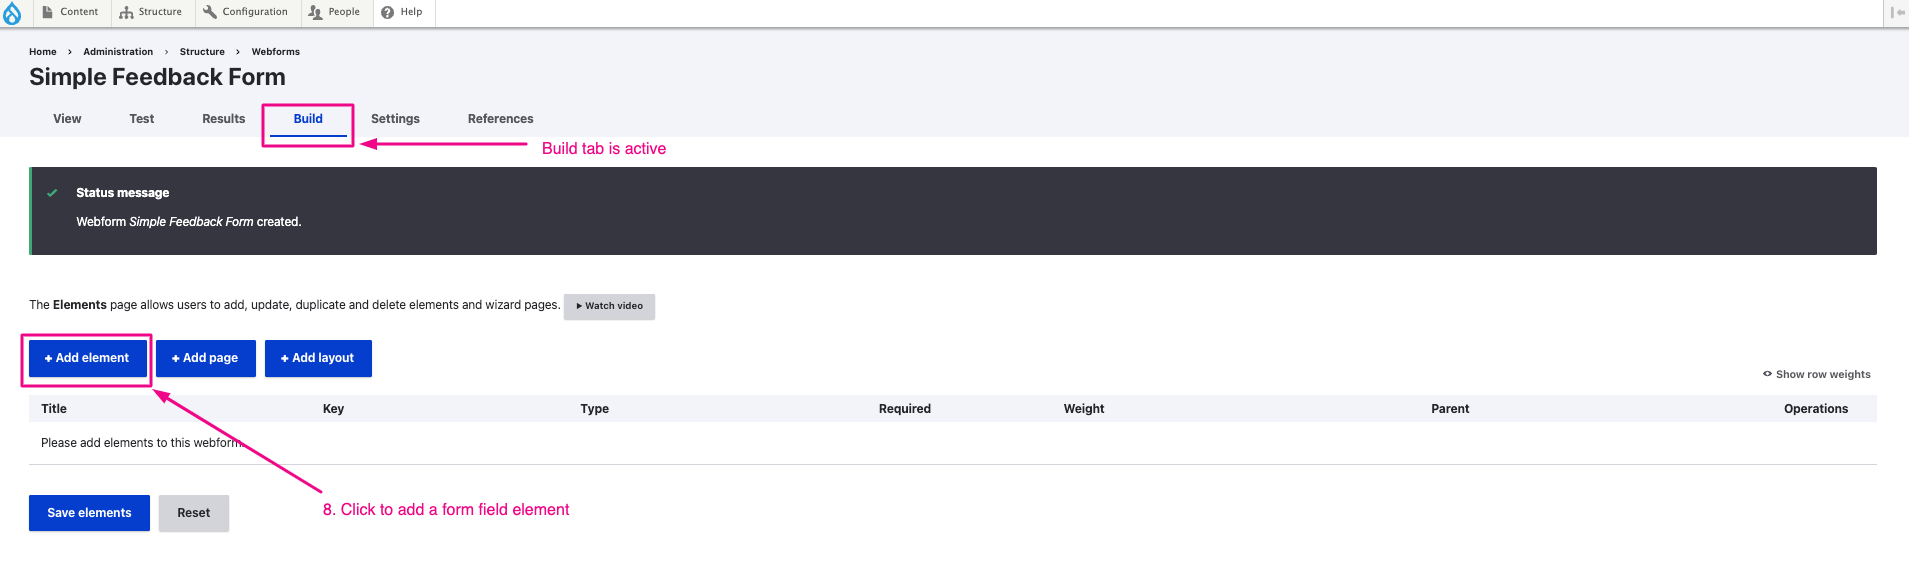 Content Structure Configuration People Help
Home › Administration › Structure › Webforms
Simple Feedback Form
View Test Results Build Settings References
Build tab is active
Status message
Webform Simple Feedback Form created.
The Elements page allows users to add, update, duplicate and delete elements and wizard pages. Watch video
+ Add element + Add page + Add layout
Show row weights
Title Key Type Required Weight Parent Operations
Please add elements to this webform.
8. Click to add a form field element
Save elements Reset